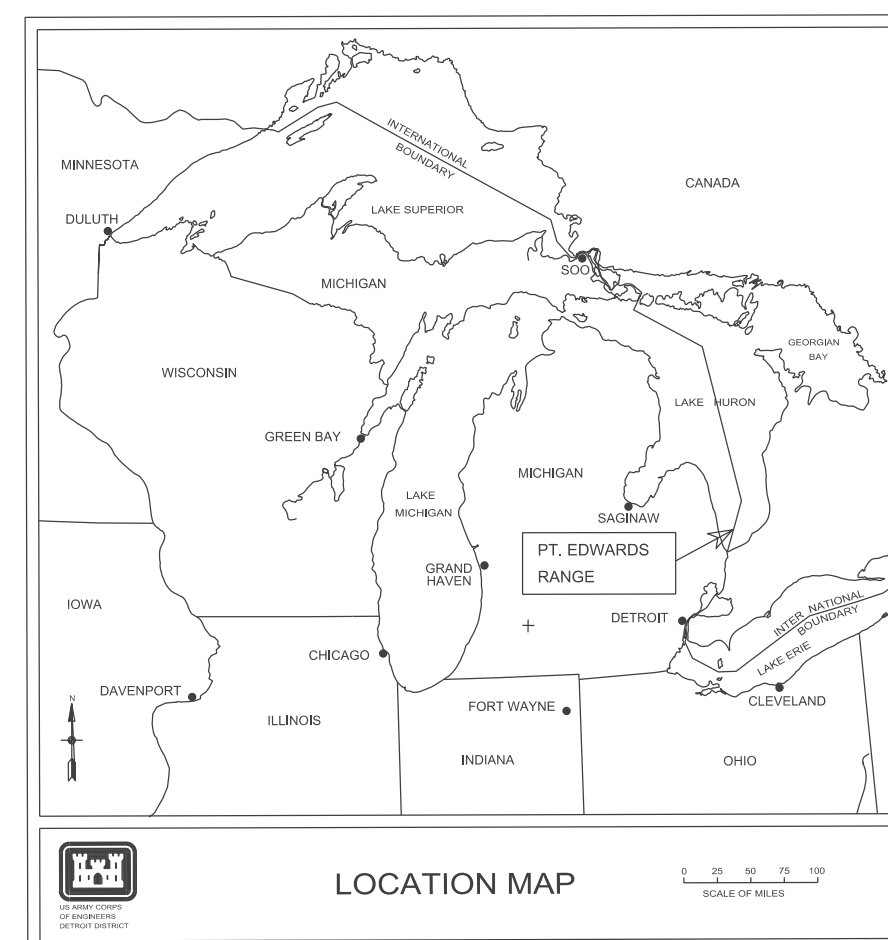 INTERNATIONAL
BOUNDARY
MINNESOTA
CANADA
DULUTH
LAKE SUPERIOR
SOO
MICHIGAN
GEORGIAN
BAY
WISCONSIN
LAKE HURON
GREEN BAY
MICHIGAN
LAKE
MICHIGAN
SAGINAW
PT. EDWARDS
RANGE
GRAND
HAVEN
IOWA
INTER NATIONAL
BOUNDARY
DETROIT
CHICAGO
LAKE ERIE
DAVENPORT
N
FORT WAYNE
CLEVELAND
ILLINOIS
INDIANA
OHIO
US ARMY CORPS
OF ENGINEERS
DETROIT DISTRICT
LOCATION MAP
0 25 50 75 100
SCALE OF MILES